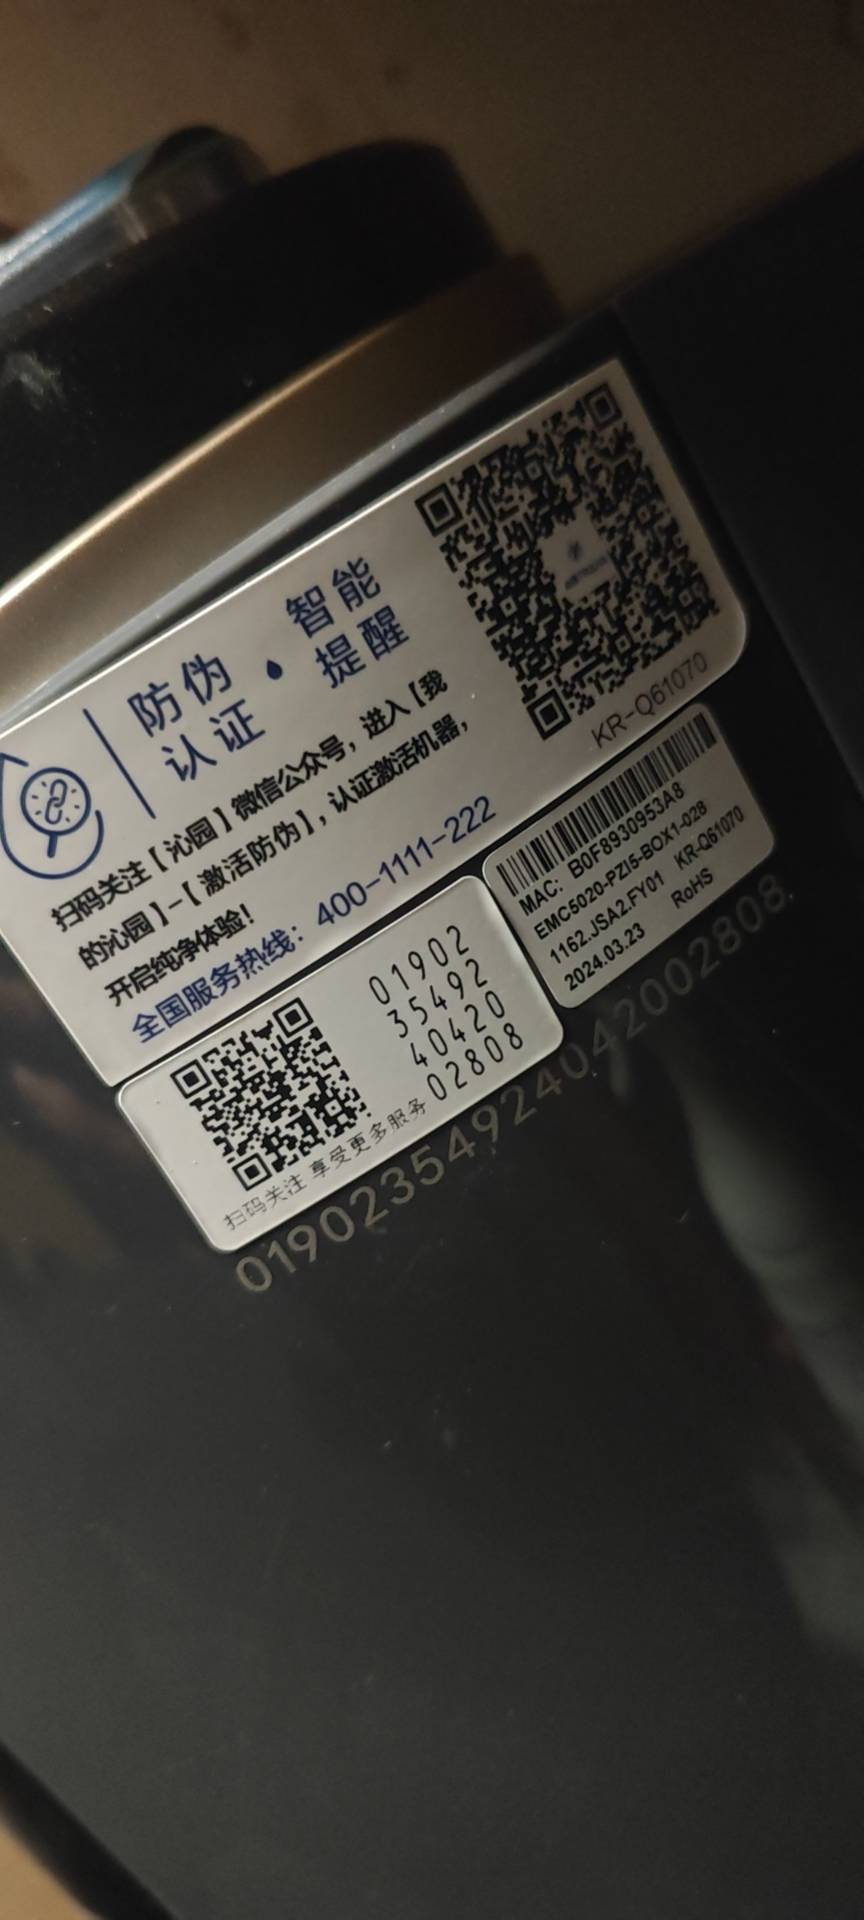 防伪认证
智能提醒
扫码关注【沁园】微信公众号，进入【我
的沁园】-【激活防伪】，认证激活机器，
开启纯净体验！
全国服务热线：400-1111-222
KR-Q61070
MAC: B0F8930953A8
EMC5020-PZI5-BOX1-028
1162.JSA2.FY01 KR-Q61070
2024.03.23 RoHS
01902
35492
40420
02808
扫码关注 享受更多服务
01902354924042002808